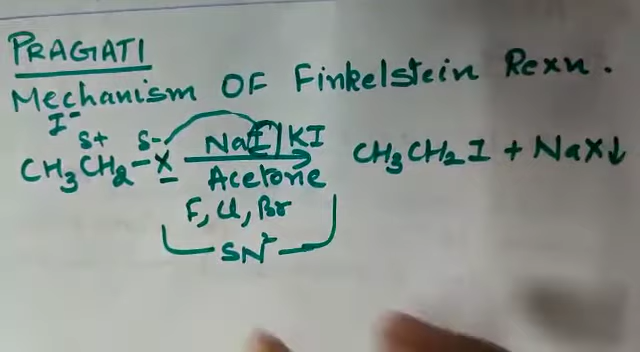 PRAGATI
Mechanism OF Finkelstein Rexn.
I⁻
δ+ δ-
CH₃CH₂-X NaI/KI CH₃CH₂I + NaX↓
Acetone
F, Cl, Br
SN²